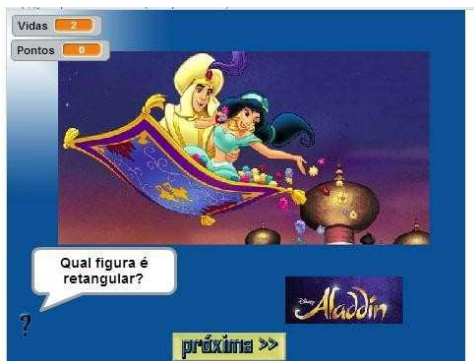 Vidas 2
Pontos 0
Qual figura é
retangular?
?
Disney
Aladdin
próxima >>